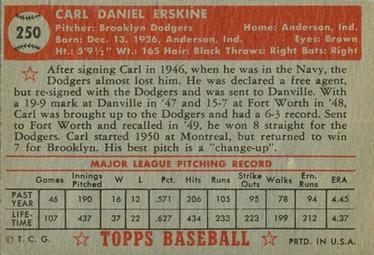 250
CARL DANIEL ERSKINE
Pitcher: Brooklyn Dodgers Home: Anderson, Ind.
Born: Dec. 13, 1926, Anderson, Ind. Eyes: Brown
Ht.: 5'9½" Wt.: 165 Hair: Black Throws: Right Bats: Right
After signing Carl in 1946, when he was in the Navy, the
Dodgers almost lost him. He was declared a free agent,
but re-signed with the Dodgers and was sent to Danville. With
a 19-9 mark at Danville in '47 and 15-7 at Fort Worth in '48,
Carl was brought up to the Dodgers and had a 6-3 record. Sent
to Fort Worth and recalled in '49, he won 8 straight for the
Dodgers. Carl started 1950 at Montreal, but returned to win
7 for Brooklyn. His best pitch is a "change-up".
MAJOR LEAGUE PITCHING RECORD
Games Innings Pitched W L Pct. Hits Runs Strike Outs Walks Ern. Runs ERA
PAST YEAR 46 190 16 12 .571 206 105 95 78 94 4.45
LIFE-TIME 107 437 37 22 .627 434 233 223 199 212 4.37
© T. C. G. TOPPS BASEBALL PRTD. IN U.S.A.